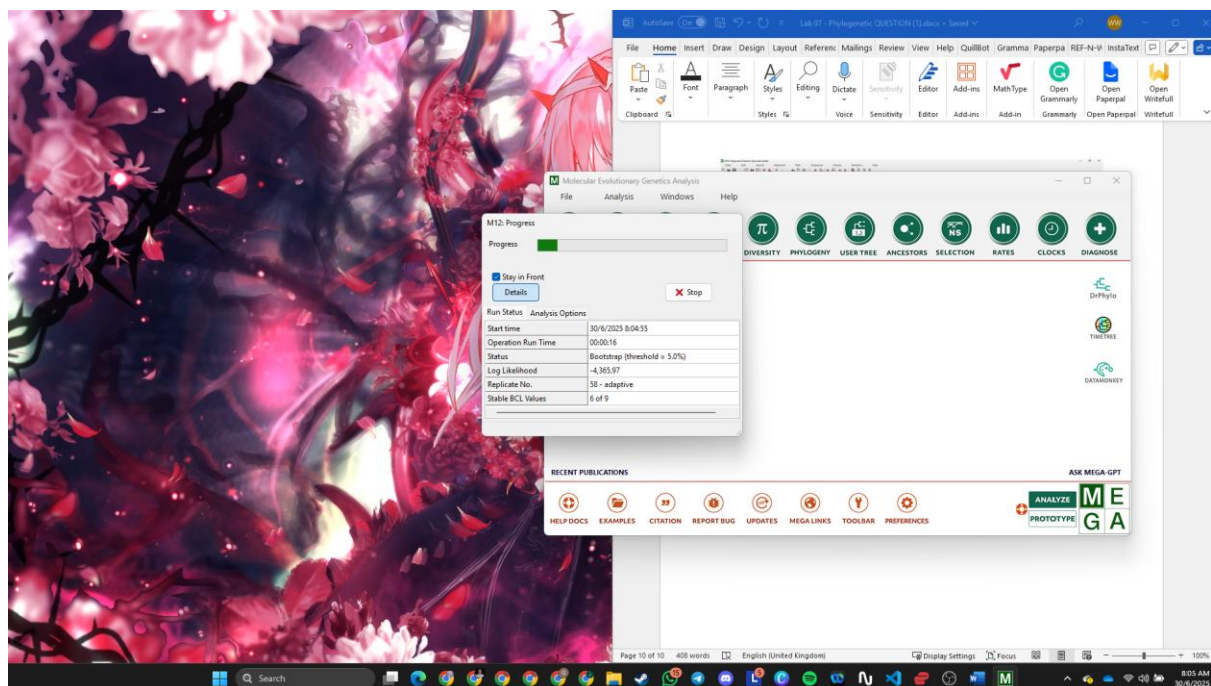 AutoSave On Lab 07 - Phylogenetic QUESTION (1).docx • Saved WW
File Home Insert Draw Design Layout Referenc Mailings Review View Help QuillBot Gramma Paperpa REF-N-W InstaText
Paste Font Paragraph Styles Editing Dictate Sensitivity Editor Add-ins MathType Open Grammarly Open Paperpal Open Writefull
Clipboard Styles Voice Sensitivity Editor Add-ins Add-in Grammarly Open Paperpal Writefull
M Molecular Evolutionary Genetics Analysis
File Analysis Windows Help
M12: Progress
Progress
Stay in Front
Details Stop
Run Status Analysis Options
Start time 30/6/2025 8:04:55
Operation Run Time 00:00:16
Status Bootstrap (threshold = 5.0%)
Log Likelihood -4,365.97
Replicate No. 58 - adaptive
Stable BCL Values 6 of 9
π NS
DIVERSITY PHYLOGENY USER TREE ANCESTORS SELECTION RATES CLOCKS DIAGNOSE
DrPhylo
TIMETREE
DATAMONKEY
RECENT PUBLICATIONS ASK MEGA-GPT
HELP DOCS EXAMPLES CITATION REPORT BUG UPDATES MEGA LINKS TOOLBAR PREFERENCES
ANALYZE
PROTOTYPE
M E
G A
Page 10 of 10 408 words English (United Kingdom) Display Settings Focus 100%
Search 8:05 AM
30/6/2025